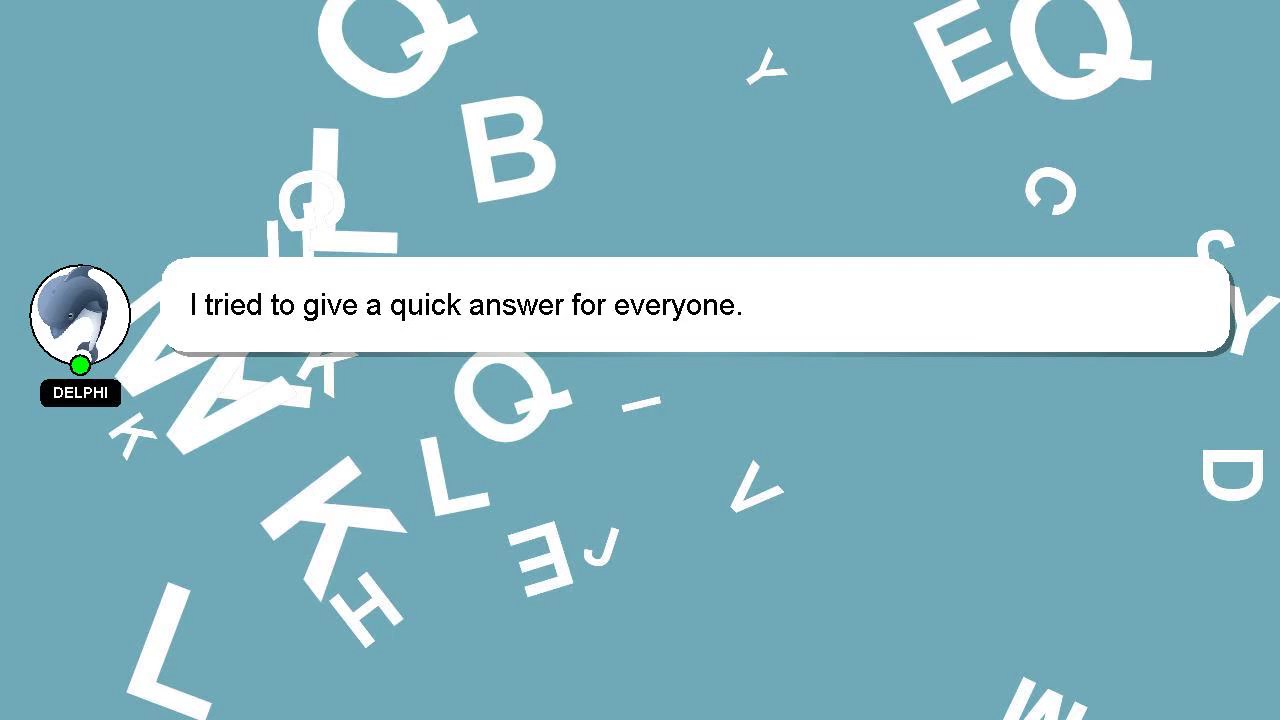 I tried to give a quick answer for everyone.
DELPHI
Q
E
Q
Y
B
L
Q
C
S
Y
K
Q
I
K
L
V
D
K
E
J
H
L
W